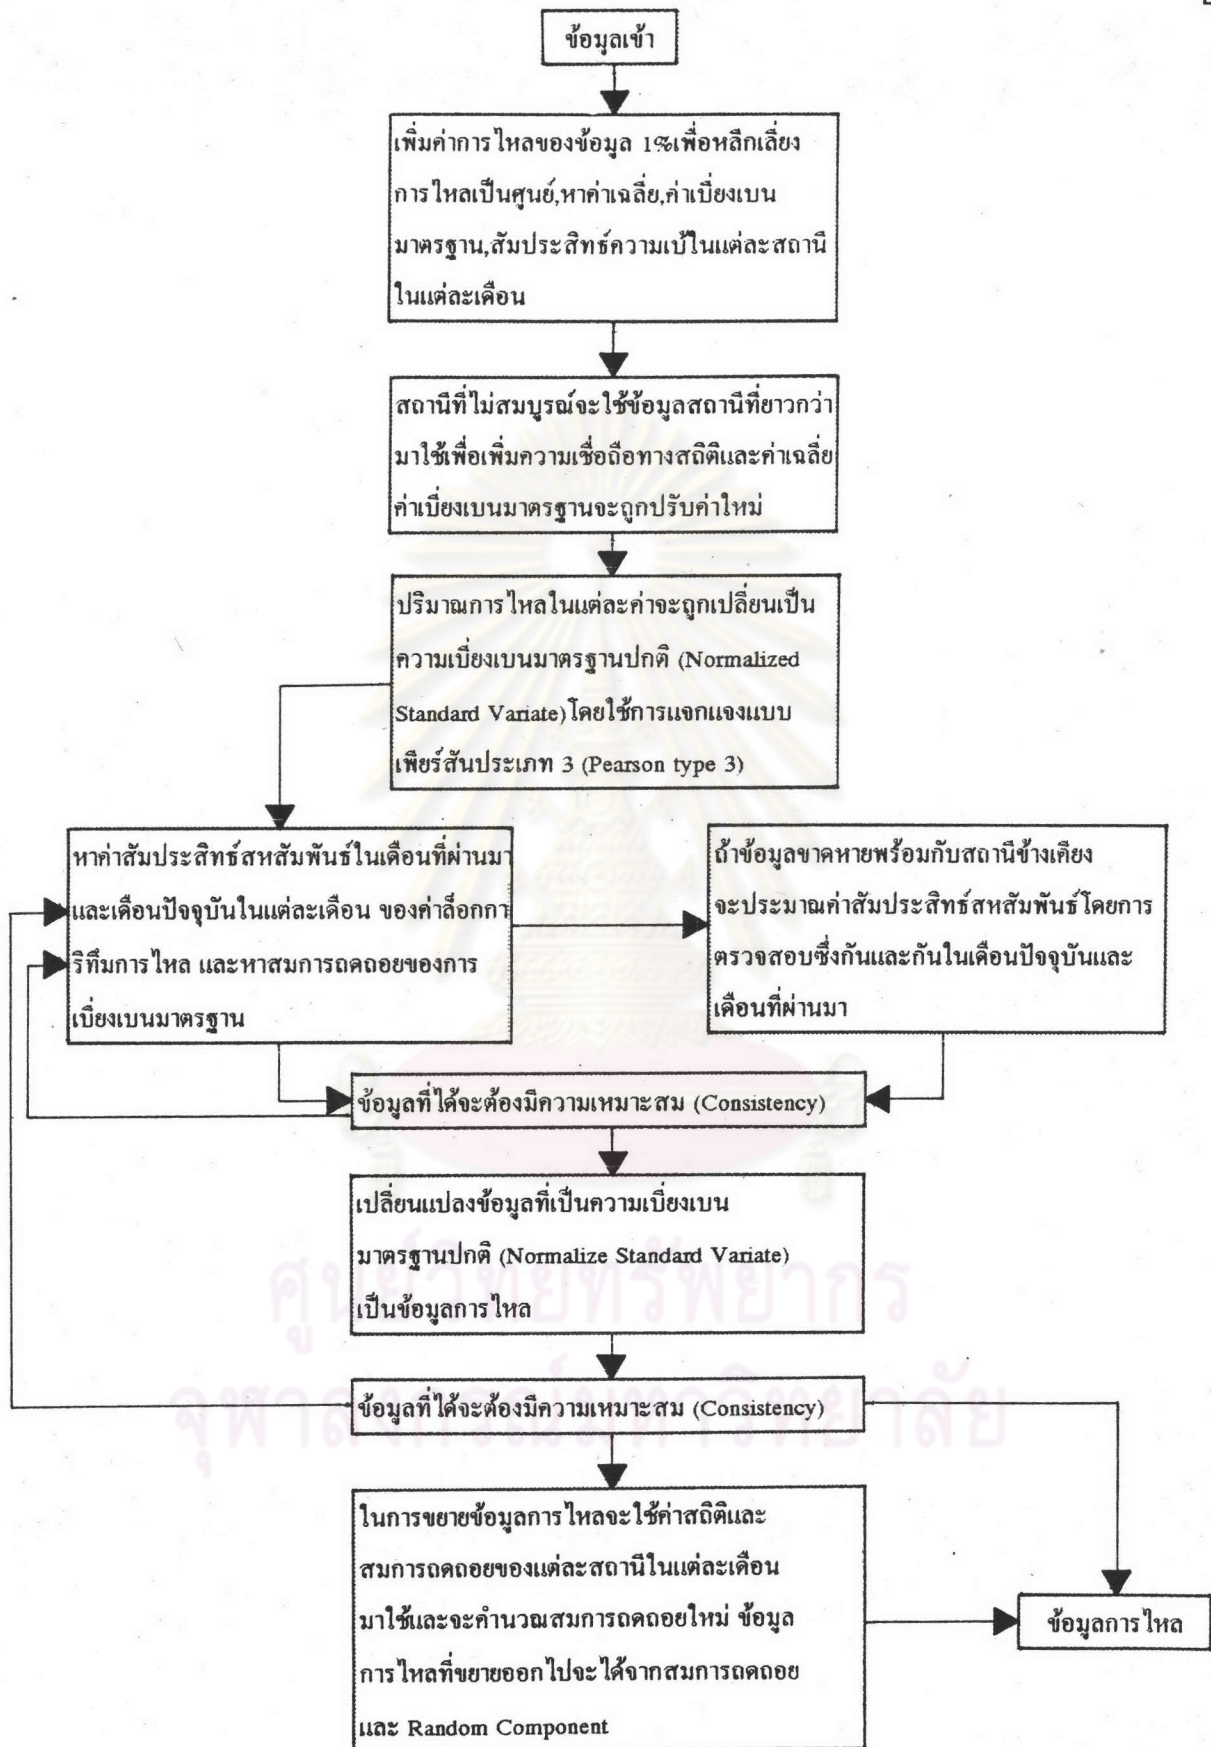 ข้อมูลเข้า
เพิ่มค่าการไหลของข้อมูล 1%เพื่อหลีกเลี่ยง
การไหลเป็นศูนย์,หาค่าเฉลี่ย,ค่าเบี่ยงเบน
มาตรฐาน,สัมประสิทธ์ความเบ้ในแต่ละสถานี
ในแต่ละเดือน
สถานีที่ไม่สมบูรณ์จะใช้ข้อมูลสถานีที่ยาวกว่า
มาใช้เพื่อเพิ่มความเชื่อถือทางสถิติและค่าเฉลี่ย
ค่าเบี่ยงเบนมาตรฐานจะถูกปรับค่าใหม่
ปริมาณการไหลในแต่ละค่าจะถูกเปลี่ยนเป็น
ความเบี่ยงเบนมาตรฐานปกติ (Normalized
Standard Variate)โดยใช้การแจกแจงแบบ
เพียร์สันประเภท 3 (Pearson type 3)
หาค่าสัมประสิทธ์สหสัมพันธ์ในเดือนที่ผ่านมา
และเดือนปัจจุบันในแต่ละเดือน ของค่าล็อกกา
ริทึ่มการไหล และหาสมการถดถอยของการ
เบี่ยงเบนมาตรฐาน
ถ้าข้อมูลขาดหายพร้อมกับสถานีข้างเคียง
จะประมาณค่าสัมประสิทธ์สหสัมพันธ์โดยการ
ตรวจสอบซึ่งกันและกันในเดือนปัจจุบันและ
เดือนที่ผ่านมา
ข้อมูลที่ได้จะต้องมีความเหมาะสม (Consistency)
เปลี่ยนแปลงข้อมูลที่เป็นความเบี่ยงเบน
มาตรฐานปกติ (Normalize Standard Variate)
เป็นข้อมูลการไหล
ข้อมูลที่ได้จะต้องมีความเหมาะสม (Consistency)
ในการขยายข้อมูลการไหลจะใช้ค่าสถิติและ
สมการถดถอยของแต่ละสถานีในแต่ละเดือน
มาใช้และจะคำนวณสมการถดถอยใหม่ ข้อมูล
การไหลที่ขยายออกไปจะได้จากสมการถดถอย
และ Random Component
ข้อมูลการไหล
ศูนย์วิทยทรัพยากร
จุฬาลงกรณ์มหาวิทยาลัย